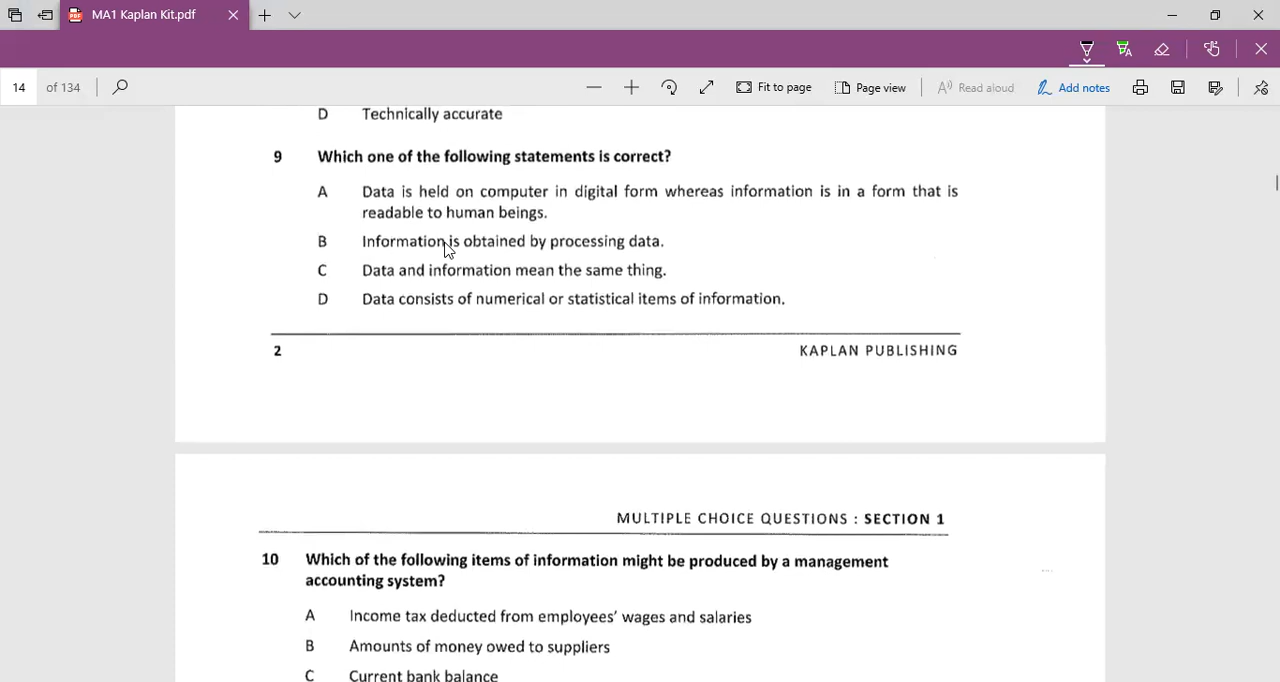 MA1 Kaplan Kit.pdf
14 of 134 Fit to page Page view Read aloud Add notes
D Technically accurate
9 Which one of the following statements is correct?
A Data is held on computer in digital form whereas information is in a form that is
readable to human beings.
B Information is obtained by processing data.
C Data and information mean the same thing.
D Data consists of numerical or statistical items of information.
2 KAPLAN PUBLISHING
MULTIPLE CHOICE QUESTIONS : SECTION 1
10 Which of the following items of information might be produced by a management
accounting system?
A Income tax deducted from employees' wages and salaries
B Amounts of money owed to suppliers
C Current bank balance